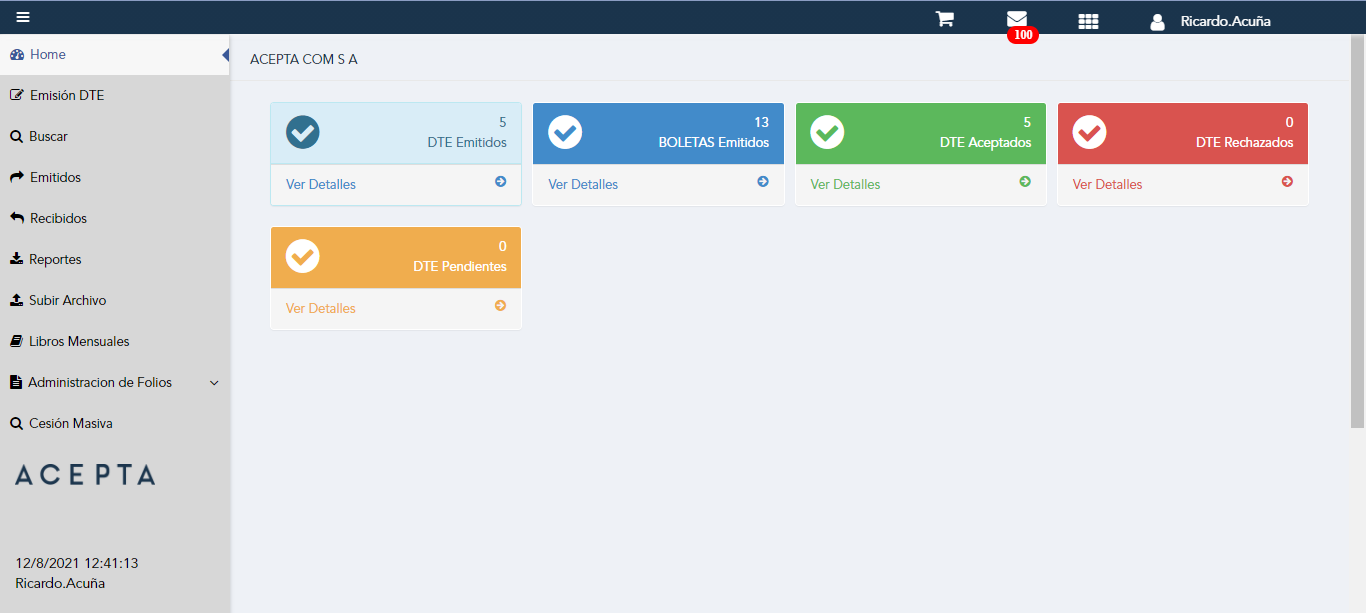 Ricardo.Acuña
100
Home
Emisión DTE
Buscar
Emitidos
Recibidos
Reportes
Subir Archivo
Libros Mensuales
Administracion de Folios
Cesión Masiva
ACEPTA
12/8/2021 12:41:13
Ricardo.Acuña
ACEPTA COM S A
5
DTE Emitidos
Ver Detalles
13
BOLETAS Emitidos
Ver Detalles
5
DTE Aceptados
Ver Detalles
0
DTE Rechazados
Ver Detalles
0
DTE Pendientes
Ver Detalles